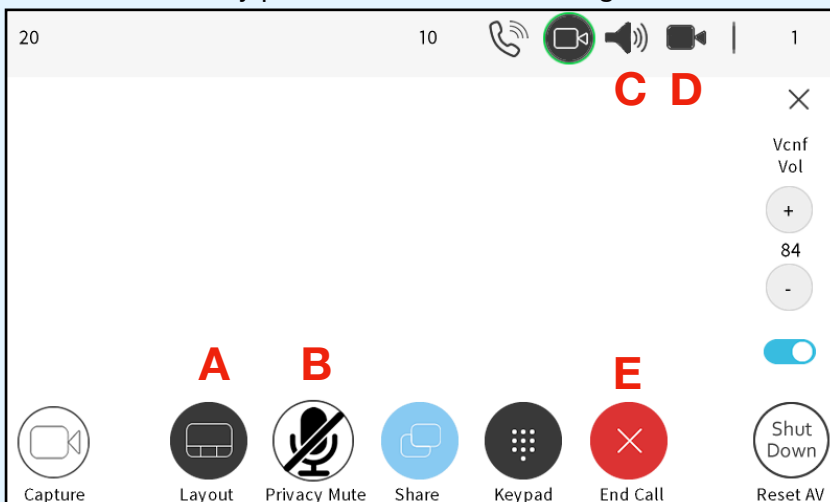 20 10 1
C D
Vcnf
Vol
+
84
-
A B E
Shut
Down
Capture Layout Privacy Mute Share Keypad End Call Reset AV